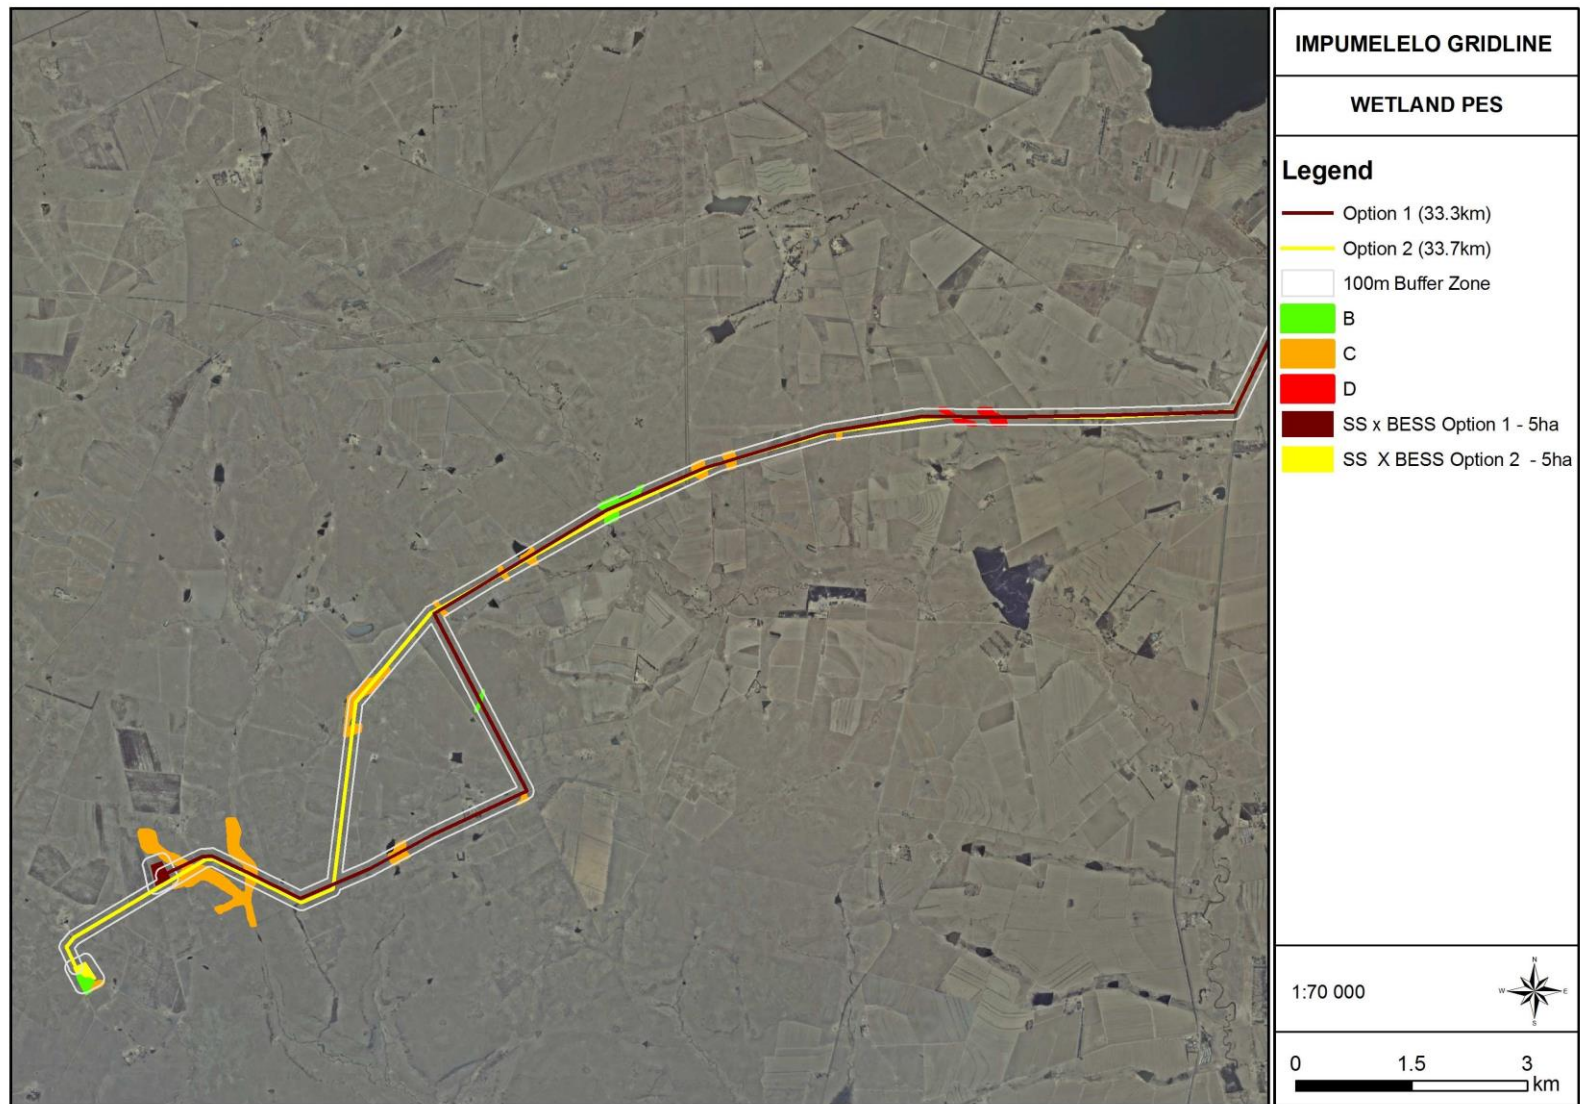 IMPUMELELO GRIDLINE
WETLAND PES
Legend
Option 1 (33.3km)
Option 2 (33.7km)
100m Buffer Zone
B
C
D
SS x BESS Option 1 - 5ha
SS X BESS Option 2 - 5ha
1:70 000
N
W E
S
0 1.5 3
km